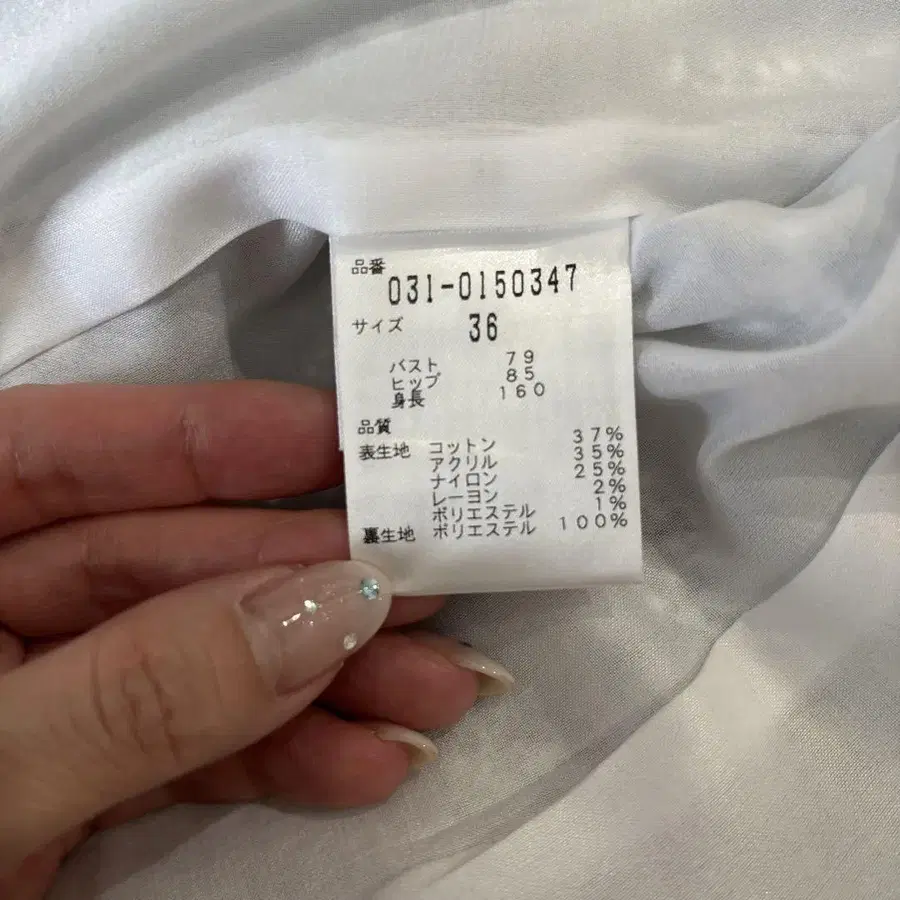 品番
031-0150347
サイズ 36
バスト 79
ヒップ 85
身長 160
品質
表生地 コットン 37%
アクリル 35%
ナイロン 25%
レーヨン 2%
ポリエステル 1%
裏生地 ポリエステル 100%